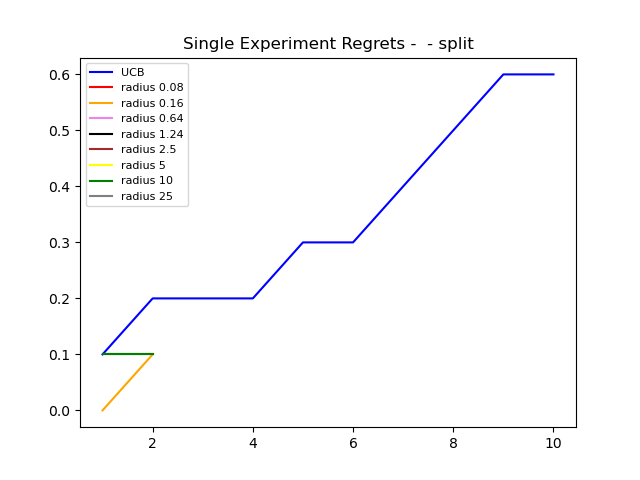 Single Experiment Regrets -  - split
UCB
radius 0.08
radius 0.16
radius 0.64
radius 1.24
radius 2.5
radius 5
radius 10
radius 25
0.6
0.5
0.4
0.3
0.2
0.1
0.0
2 4 6 8 10